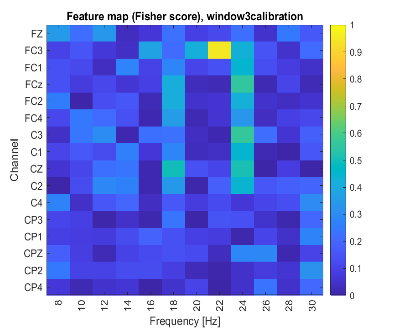 Feature map (Fisher score), window3calibration
FZ
FC3
FC1
FCz
FC2
FC4
C3
C1
CZ
C2
C4
CP3
CP1
CPZ
CP2
CP4
Channel
8 10 12 14 16 18 20 22 24 26 28 30
Frequency [Hz]
1
0.9
0.8
0.7
0.6
0.5
0.4
0.3
0.2
0.1
0